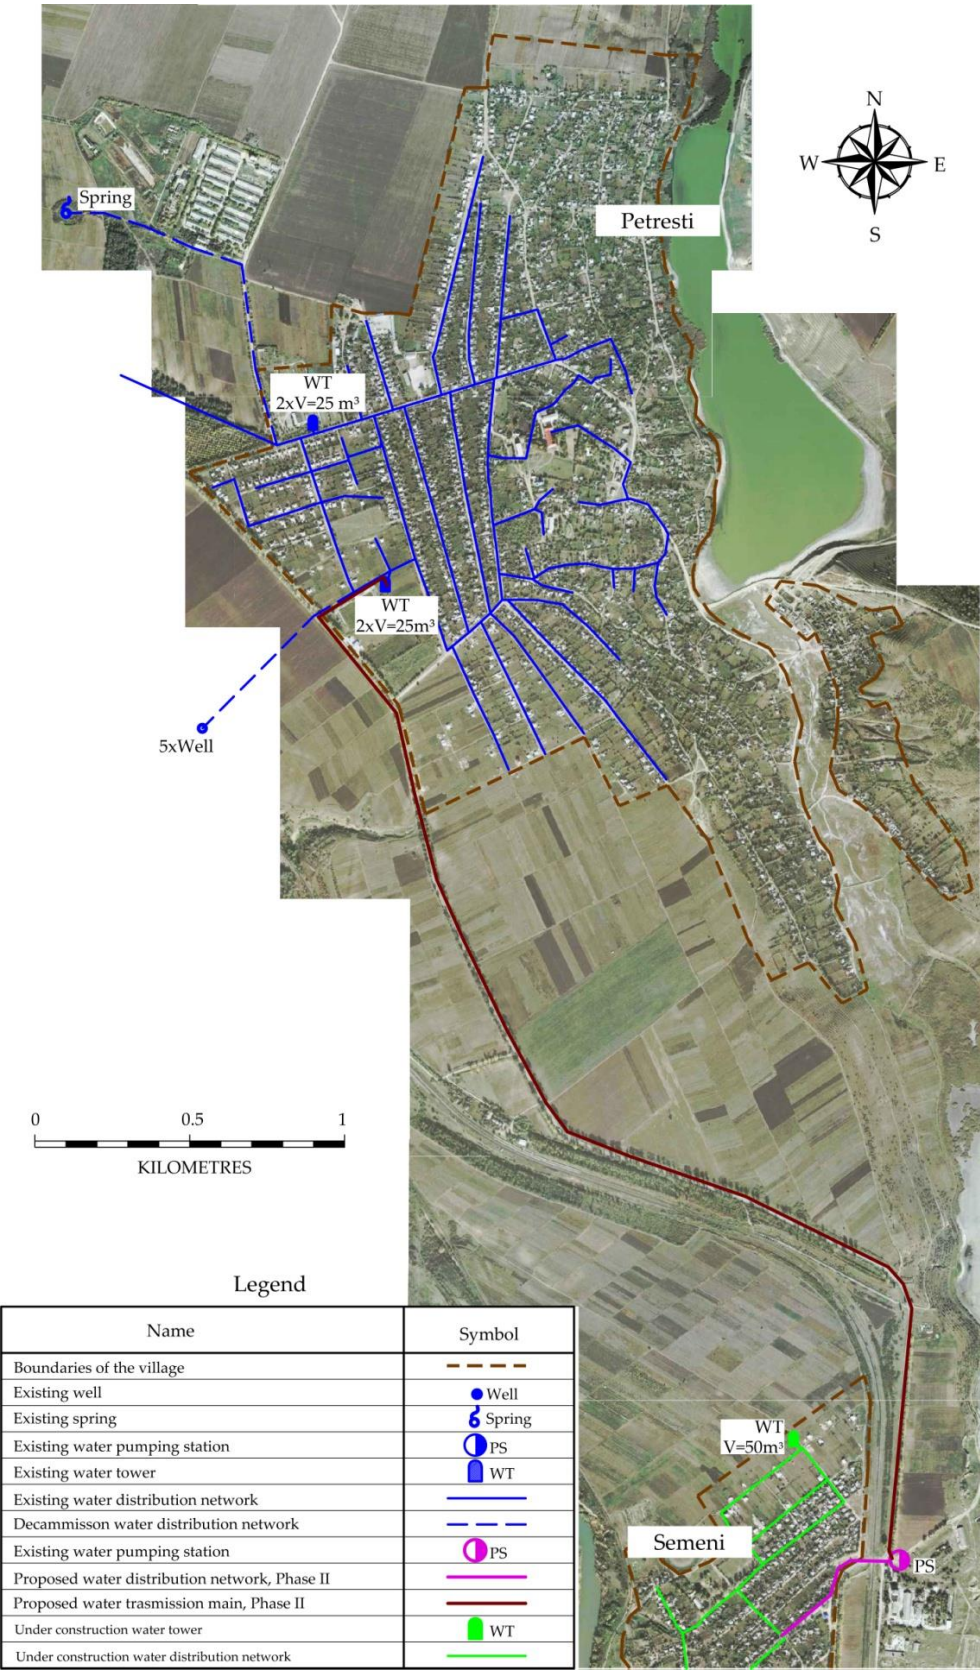 N
W E
S
Spring
Petresti
WT
2xV=25 m³
WT
2xV=25m³
5xWell
0 0.5 1
KILOMETRES
Legend
Name Symbol
Boundaries of the village
Existing well Well
Existing spring Spring
Existing water pumping station PS
Existing water tower WT
Existing water distribution network
Decammisson water distribution network
Existing water pumping station PS
Proposed water distribution network, Phase II
Proposed water trasmission main, Phase II
Under construction water tower WT
Under construction water distribution network
WT
V=50m³
Semeni
PS